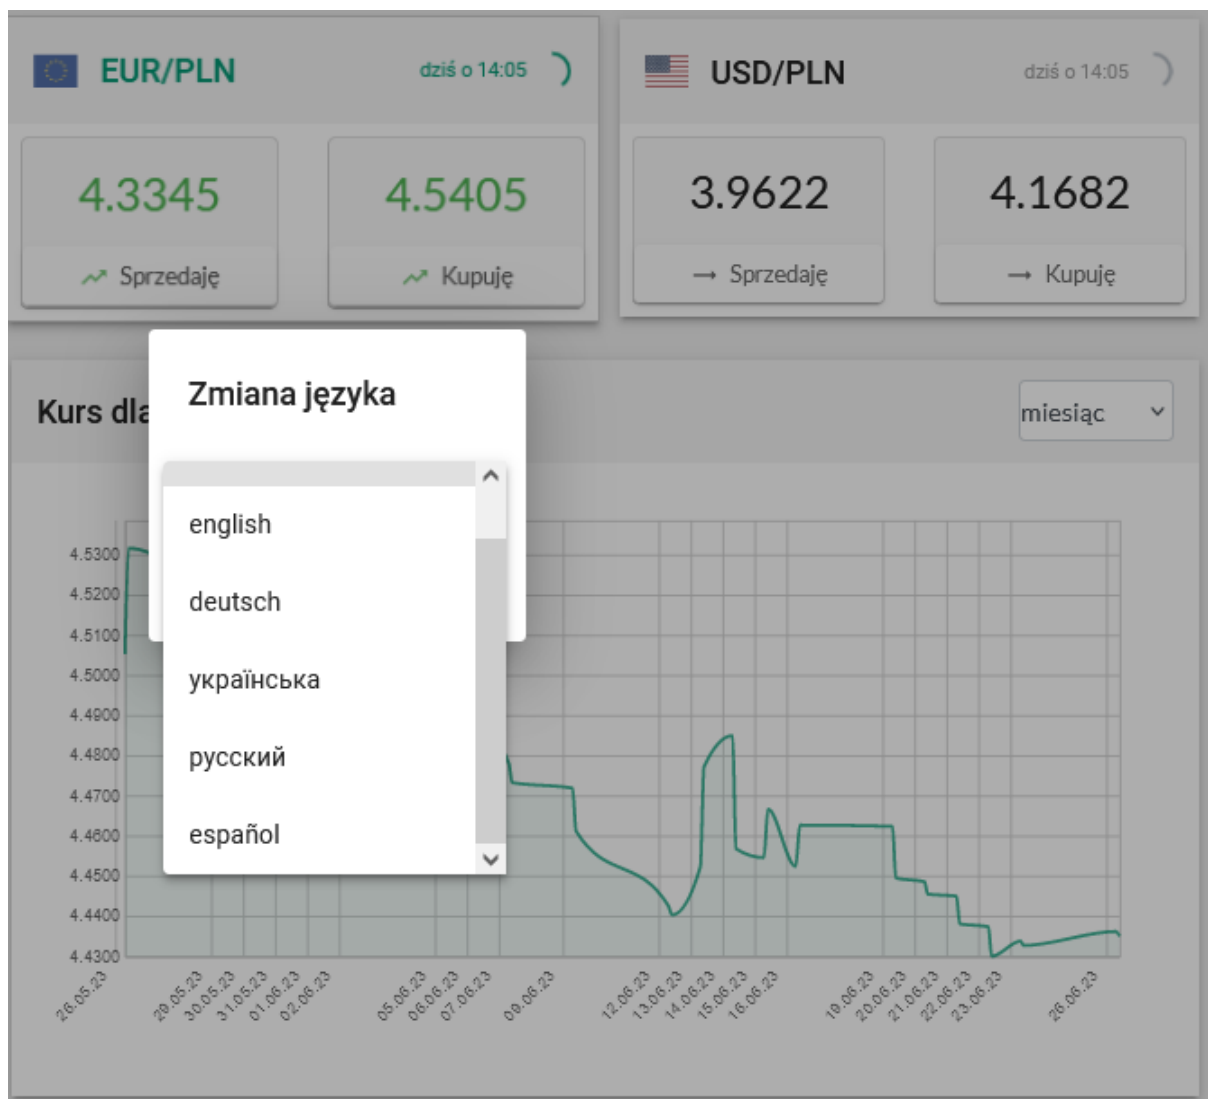 EUR/PLN dziś o 14:05
4.3345 4.5405
Sprzedaję Kupuję
USD/PLN dziś o 14:05
3.9622 4.1682
Sprzedaję Kupuję
Zmiana języka
Kurs dla
miesiąc
english
deutsch
українська
русский
español
4.5300
4.5200
4.5100
4.5000
4.4900
4.4800
4.4700
4.4600
4.4500
4.4400
4.4300
26.05.23 29.05.23 30.05.23 31.05.23 01.06.23 02.06.23 05.06.23 06.06.23 07.06.23 09.06.23 12.06.23 13.06.23 14.06.23 15.06.23 16.06.23 19.06.23 20.06.23 21.06.23 22.06.23 23.06.23 26.06.23